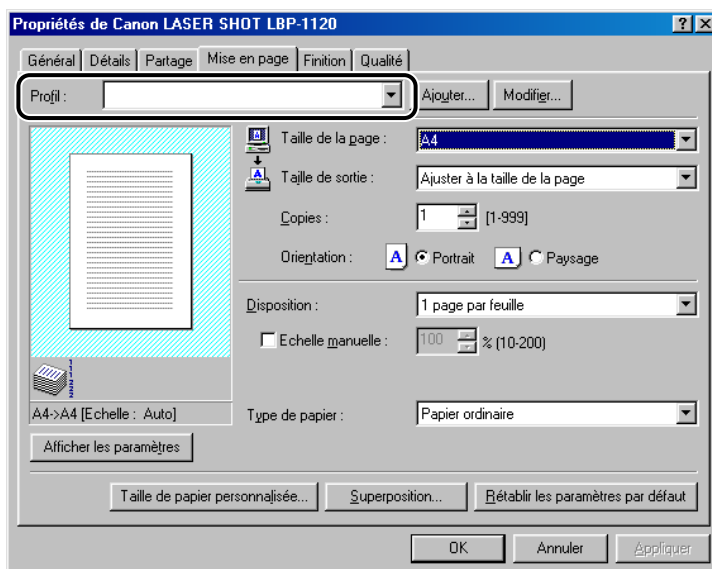 Propriétés de Canon LASER SHOT LBP-1120
Général Détails Partage Mise en page Finition Qualité
Profil : Ajouter... Modifier...
Taille de la page : A4
Taille de sortie : Ajuster à la taille de la page
Copies : 1 [1-999]
Orientation : A Portrait A Paysage
Disposition : 1 page par feuille
Echelle manuelle : 100 % (10-200)
A4->A4 [Echelle : Auto]
Type de papier : Papier ordinaire
Afficher les paramètres
Taille de papier personnalisée... Superposition... Rétablir les paramètres par défaut
OK Annuler Appliquer